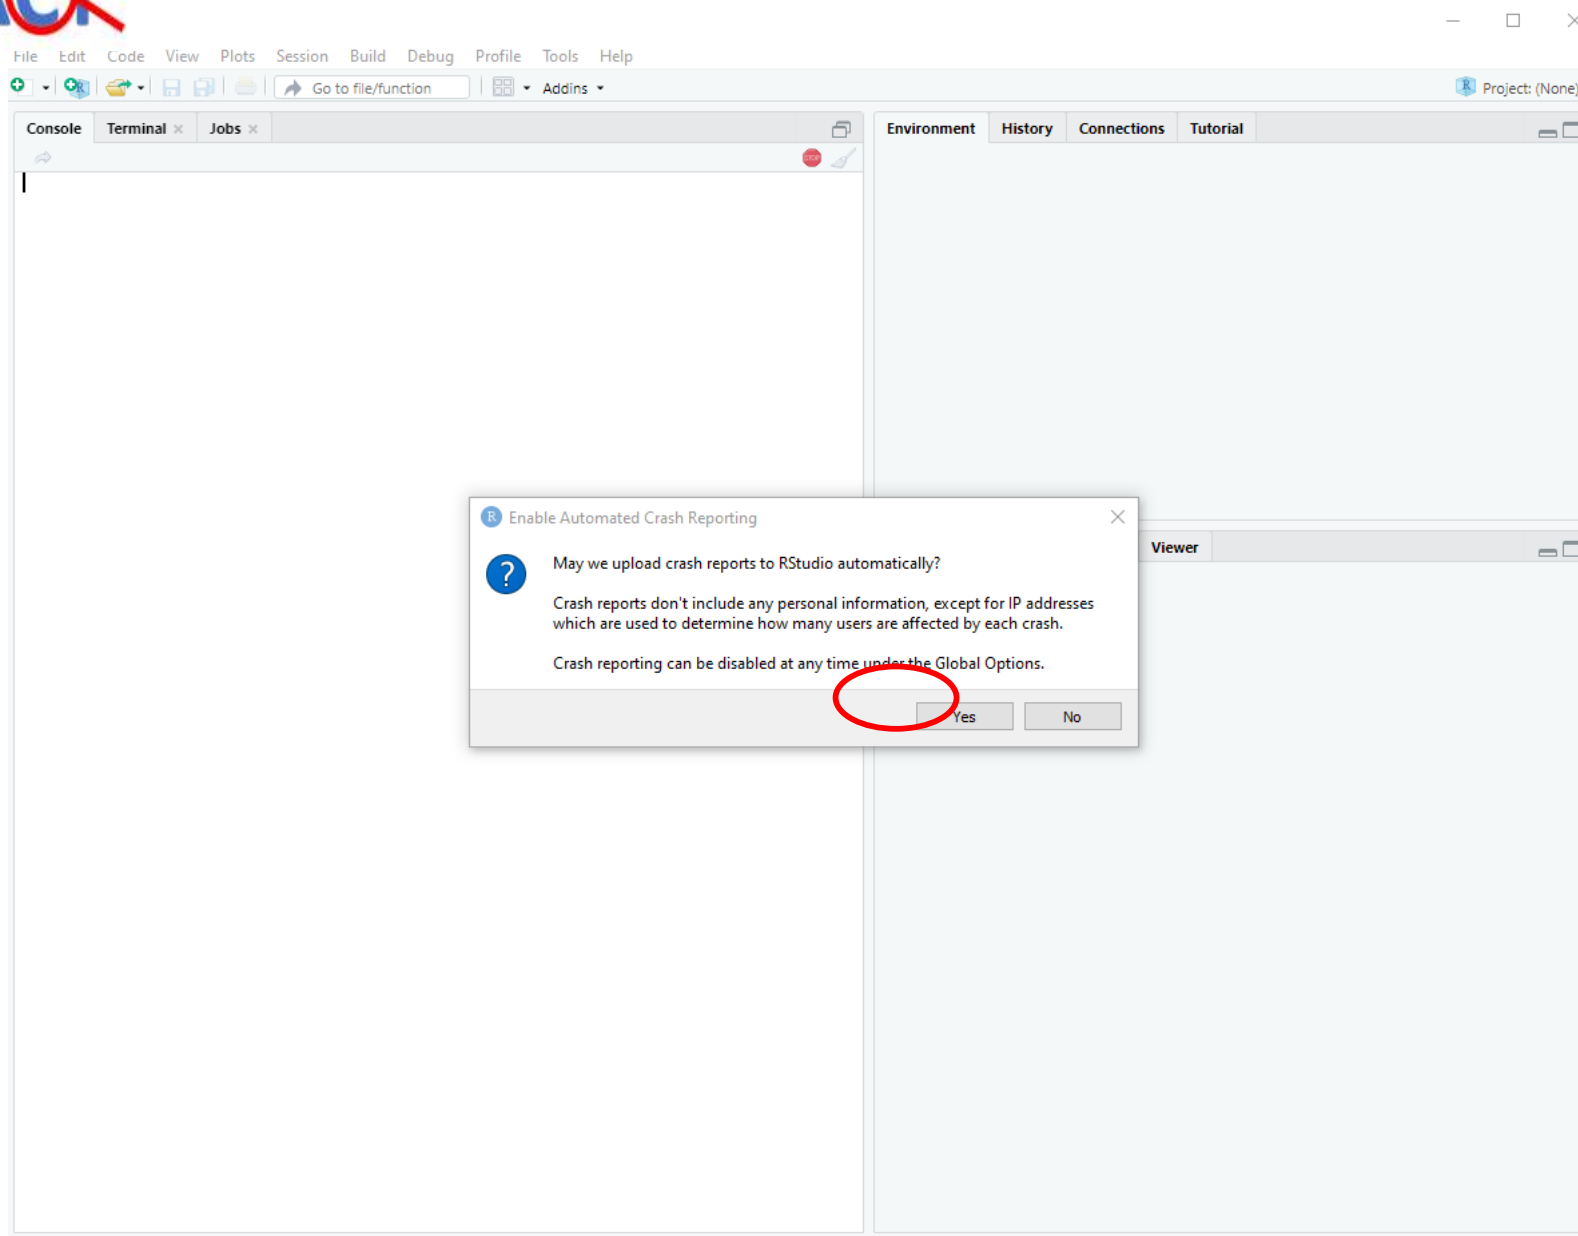 File Edit Code View Plots Session Build Debug Profile Tools Help
Go to file/function Addins Project: (None)
Console Terminal Jobs Environment History Connections Tutorial
STOP
R Enable Automated Crash Reporting
Viewer
? May we upload crash reports to RStudio automatically?
Crash reports don't include any personal information, except for IP addresses
which are used to determine how many users are affected by each crash.
Crash reporting can be disabled at any time under the Global Options.
Yes No